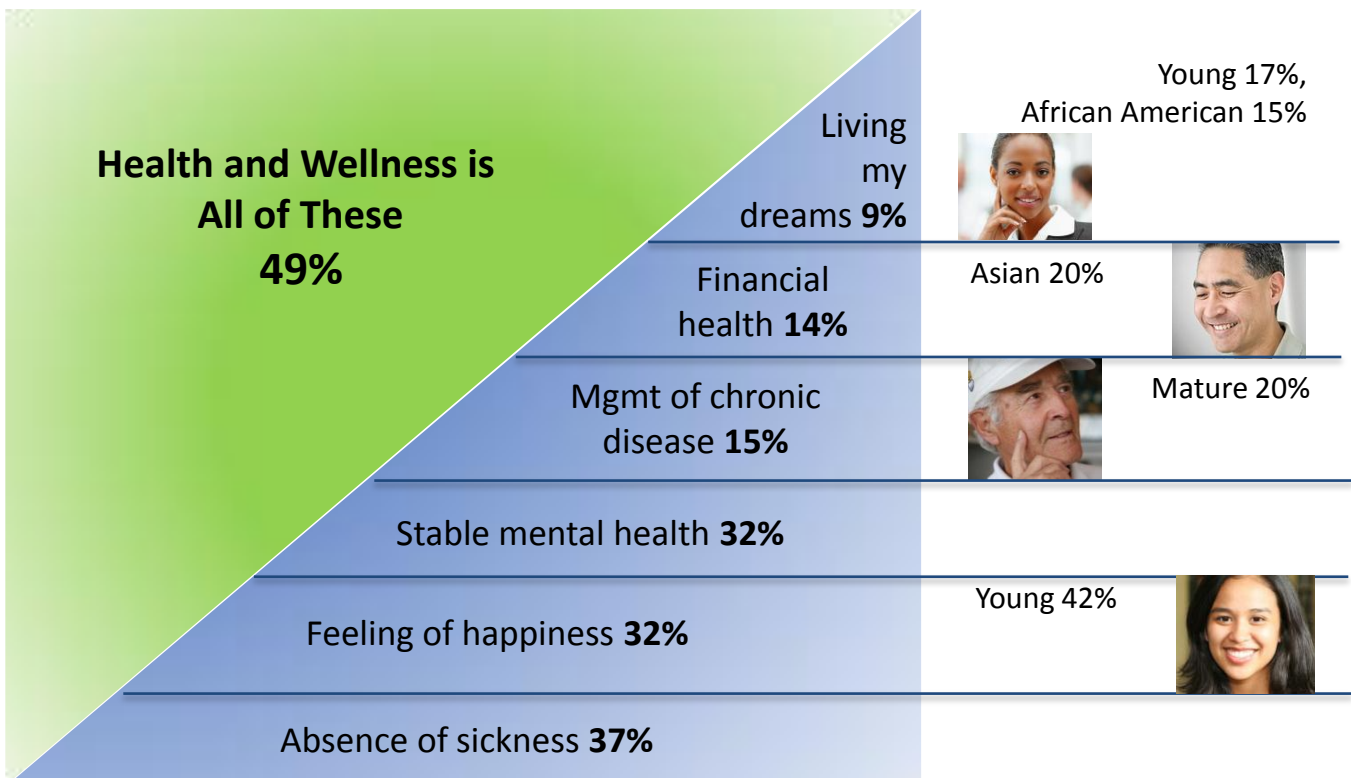 Health and Wellness is
All of These
49%
Living
my
dreams 9%
Young 17%,
African American 15%
Financial
health 14%
Asian 20%
Mgmt of chronic
disease 15%
Mature 20%
Stable mental health 32%
Feeling of happiness 32%
Young 42%
Absence of sickness 37%